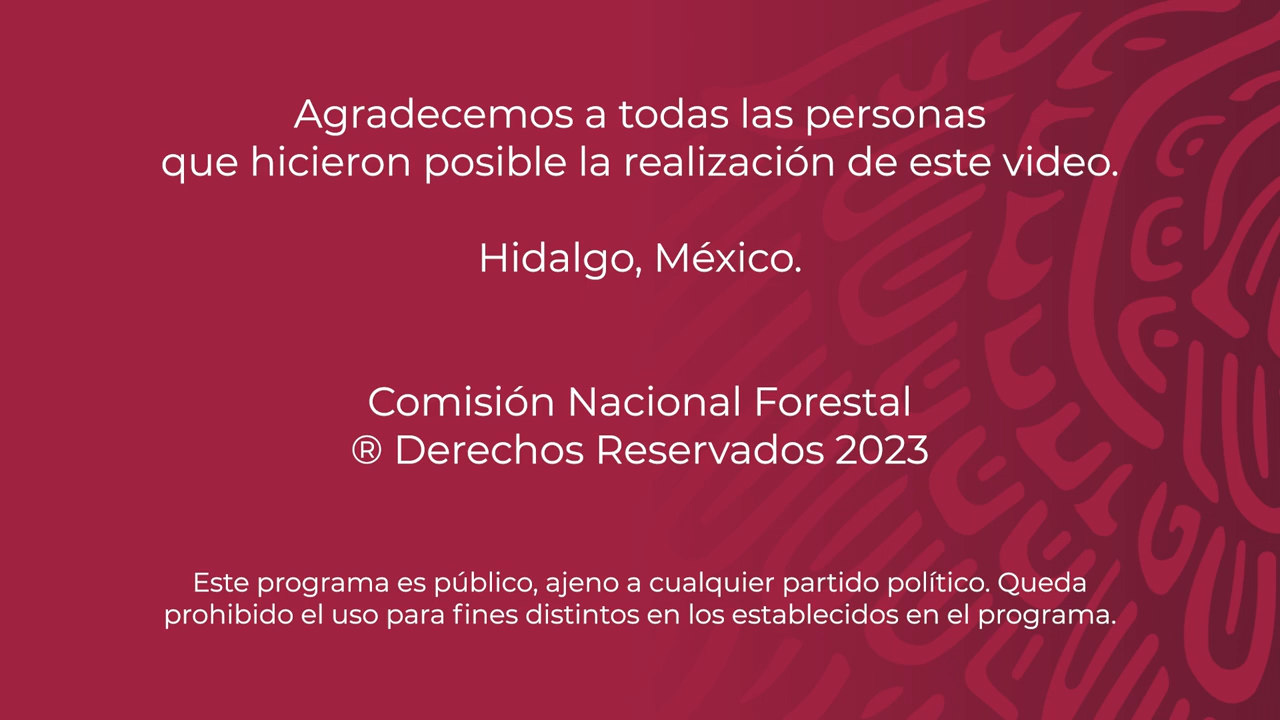 Agradecemos a todas las personas
que hicieron posible la realización de este video.
Hidalgo, México.
Comisión Nacional Forestal
® Derechos Reservados 2023
Este programa es público, ajeno a cualquier partido político. Queda
prohibido el uso para fines distintos en los establecidos en el programa.